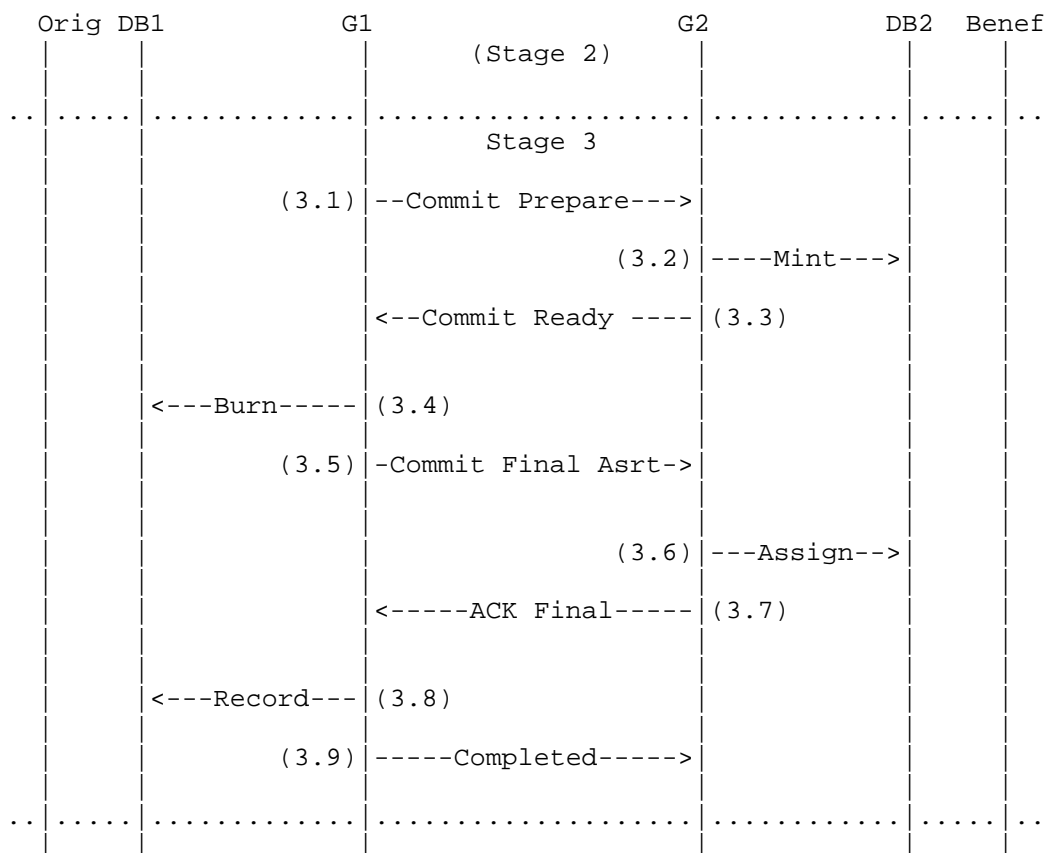 Orig DB1 G1 G2 DB2 Benef
(Stage 2)
Stage 3
(3.1) --Commit Prepare--->
(3.2) ----Mint--->
<--Commit Ready ---- (3.3)
<---Burn----- (3.4)
(3.5) -Commit Final Asrt->
(3.6) ---Assign-->
<-----ACK Final----- (3.7)
<---Record--- (3.8)
(3.9) -----Completed----->